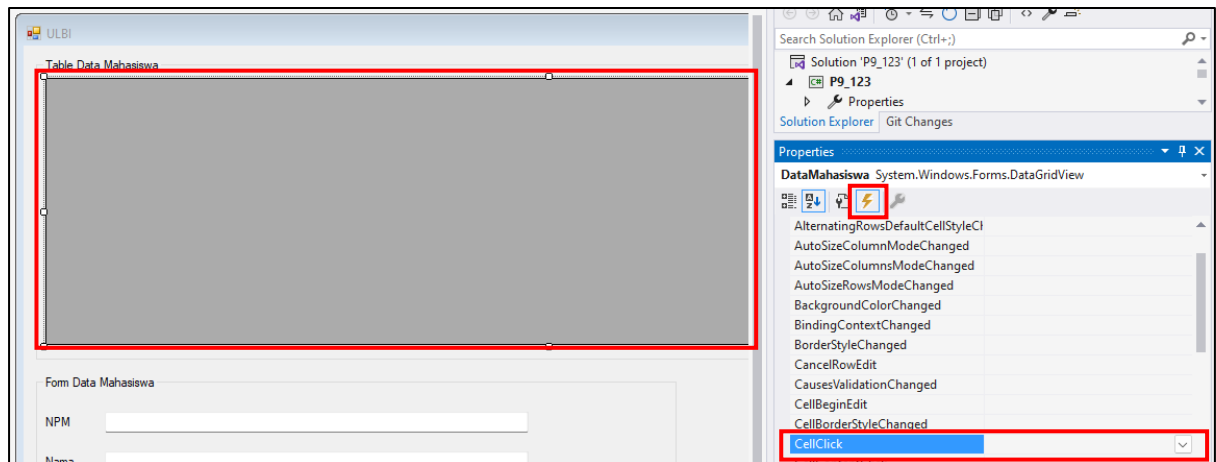 ULBI
Table Data Mahasiswa
Form Data Mahasiswa
NPM
Nama
Search Solution Explorer (Ctrl+;)
Solution 'P9_123' (1 of 1 project)
C# P9_123
Properties
Solution Explorer Git Changes
Properties
DataMahasiswa System.Windows.Forms.DataGridView
AlternatingRowsDefaultCellStyleCl
AutoSizeColumnModeChanged
AutoSizeColumnsModeChanged
AutoSizeRowsModeChanged
BackgroundColorChanged
BindingContextChanged
BorderStyleChanged
CancelRowEdit
CausesValidationChanged
CellBeginEdit
CellBorderStyleChanged
CellClick